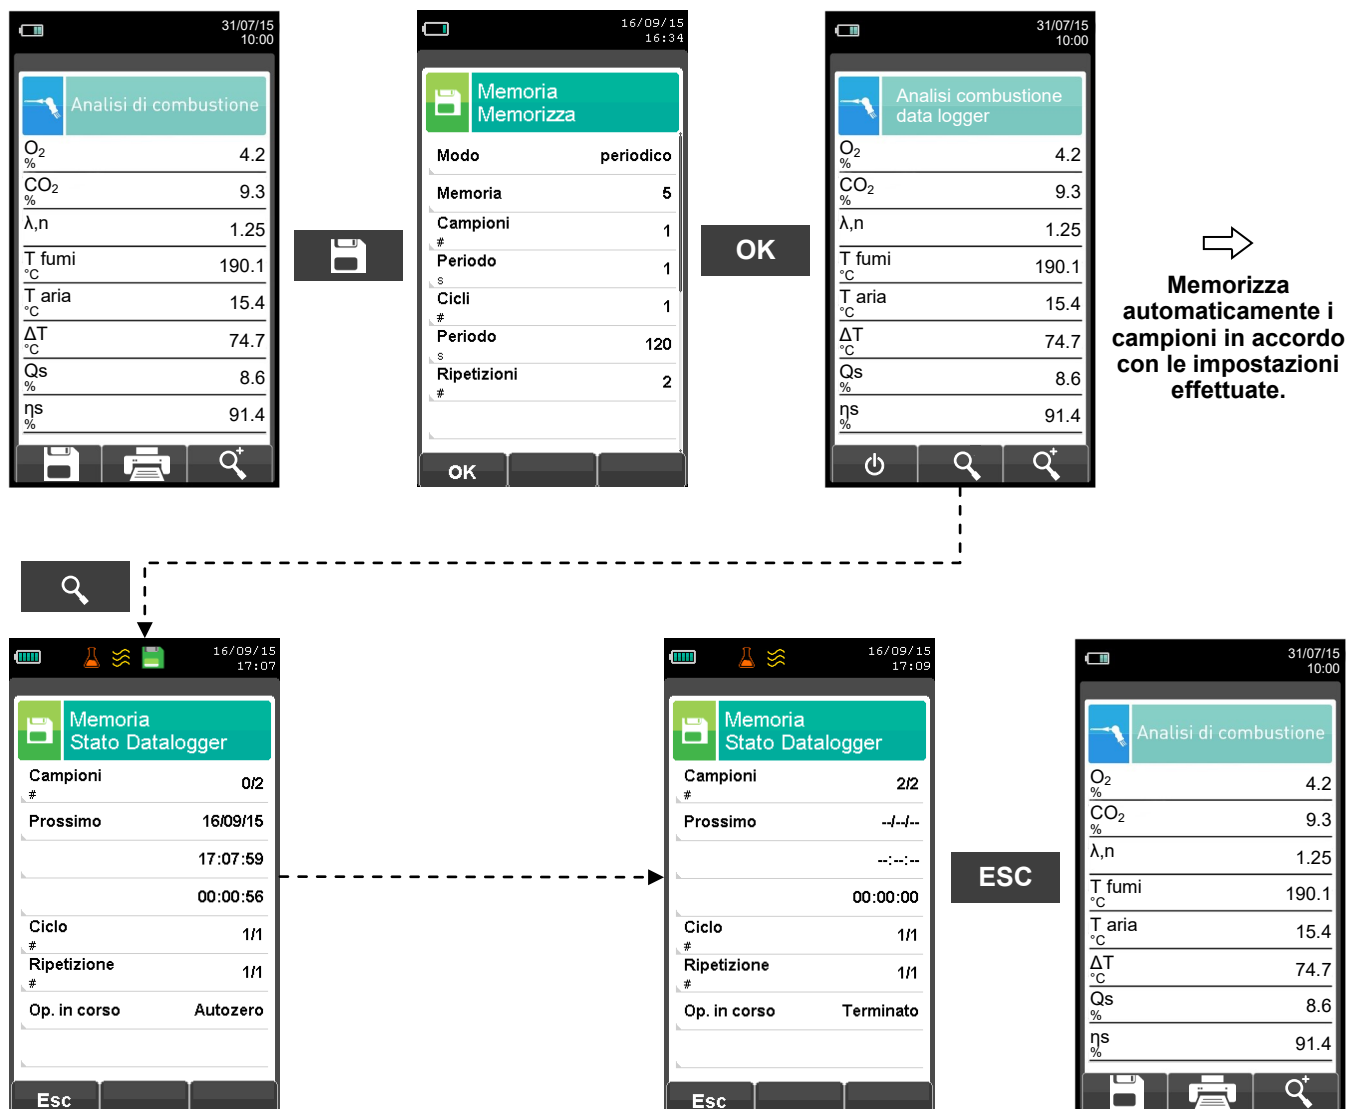 31/07/15
10:00
Analisi di combustione
O2
%
4.2
CO2
%
9.3
λ,n
1.25
T fumi
°C
190.1
T aria
°C
15.4
ΔT
°C
74.7
Qs
%
8.6
ηs
%
91.4
16/09/15
16:34
Memoria
Memorizza
Modo
periodico
Memoria
5
Campioni
#
1
Periodo
s
1
Cicli
#
1
Periodo
s
120
Ripetizioni
#
2
OK
OK
31/07/15
10:00
Analisi combustione
data logger
O2
%
4.2
CO2
%
9.3
λ,n
1.25
T fumi
°C
190.1
T aria
°C
15.4
ΔT
°C
74.7
Qs
%
8.6
ηs
%
91.4
Memorizza
automaticamente i
campioni in accordo
con le impostazioni
effettuate.
16/09/15
17:07
Memoria
Stato Datalogger
Campioni
#
0/2
Prossimo
16/09/15
17:07:59
00:00:56
Ciclo
#
1/1
Ripetizione
#
1/1
Op. in corso
Autozero
Esc
16/09/15
17:09
Memoria
Stato Datalogger
Campioni
#
2/2
Prossimo
--/--/--
--:--:--
00:00:00
Ciclo
#
1/1
Ripetizione
#
1/1
Op. in corso
Terminato
Esc
ESC
31/07/15
10:00
Analisi di combustione
O2
%
4.2
CO2
%
9.3
λ,n
1.25
T fumi
°C
190.1
T aria
°C
15.4
ΔT
°C
74.7
Qs
%
8.6
ηs
%
91.4